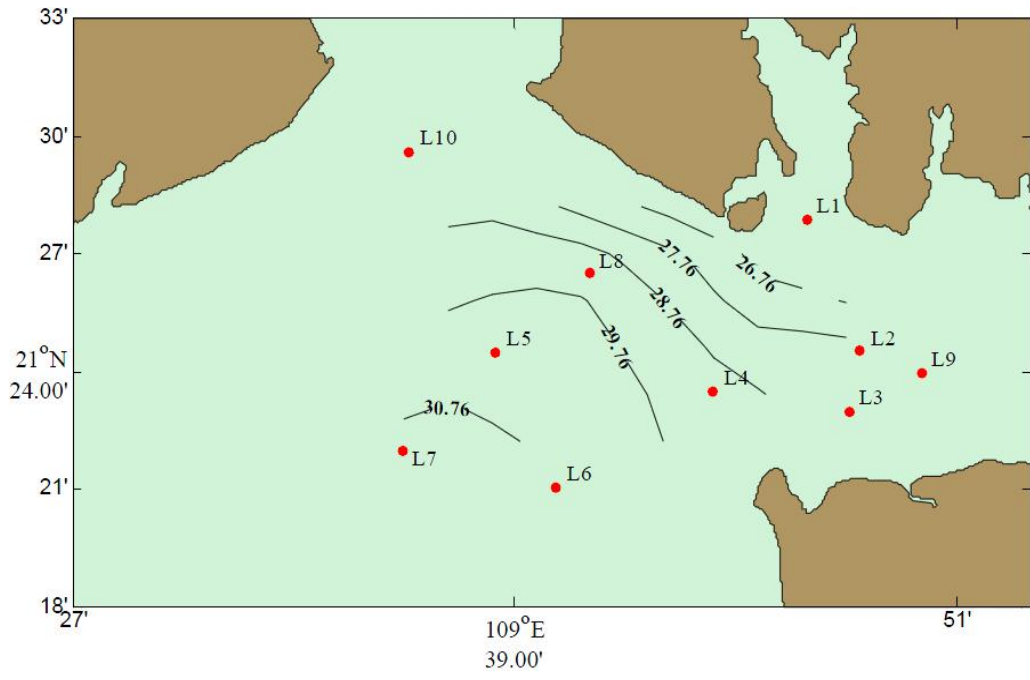 33'
30'
L10
L1
27'
27.76
26.76
L8
28.76
L5
29.76
L2
21°N
24.00'
L9
L4
L3
30.76
L7
L6
21'
18'
27'
109°E
39.00'
51'